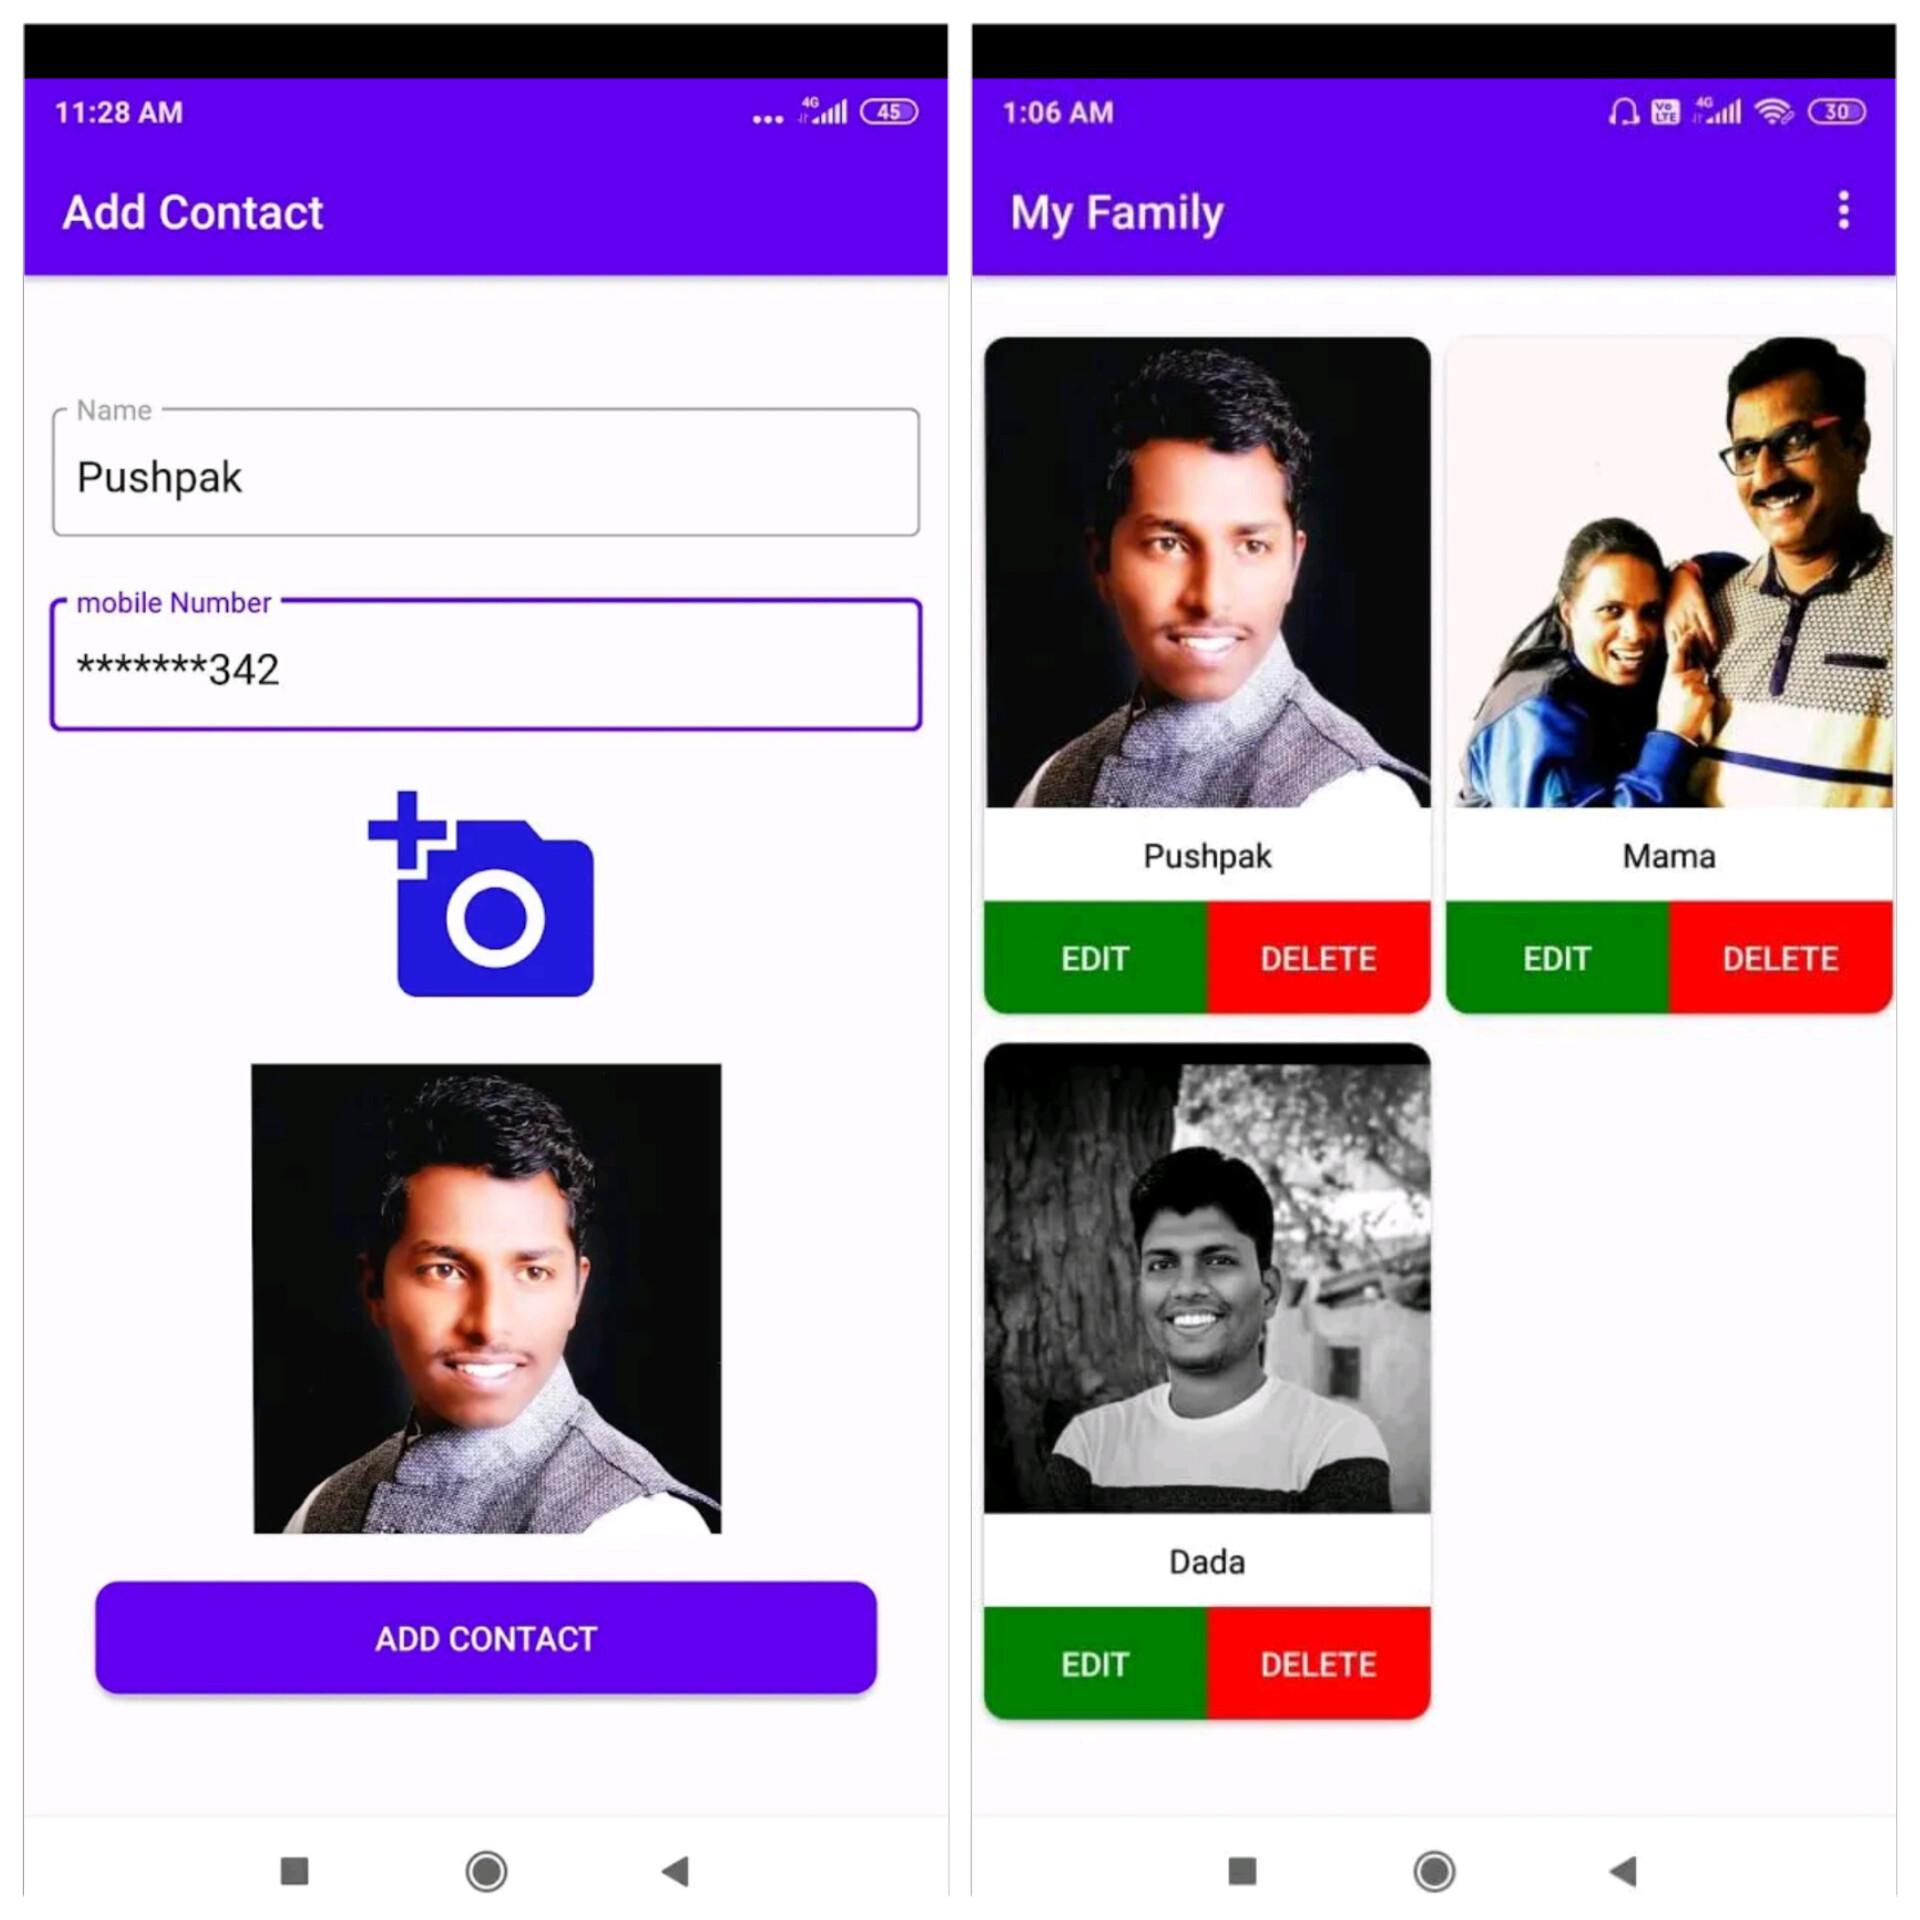 11:28 AM
4G
45
Add Contact
Name
Pushpak
mobile Number
*******342
ADD CONTACT
1:06 AM
Vo
LTE
4G
30
My Family
Pushpak
Mama
EDIT
DELETE
EDIT
DELETE
Dada
EDIT
DELETE